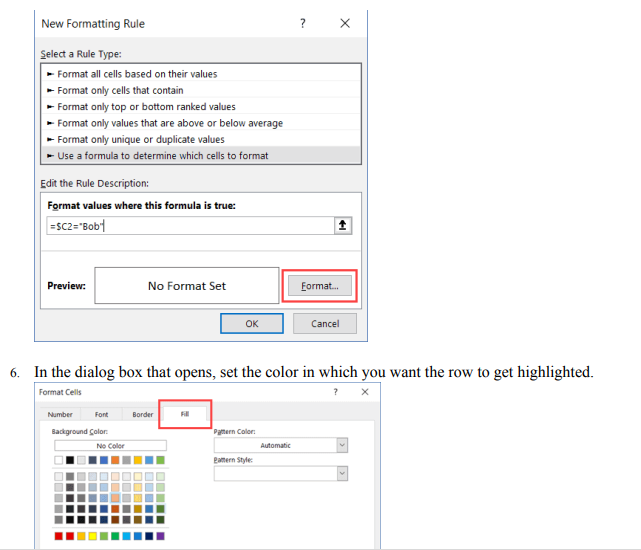 New Formatting Rule ? ×
Select a Rule Type:
► Format all cells based on their values
► Format only cells that contain
► Format only top or bottom ranked values
► Format only values that are above or below average
► Format only unique or duplicate values
► Use a formula to determine which cells to format
Edit the Rule Description:
Format values where this formula is true:
=$C2="Bob"
Preview: No Format Set Format...
OK Cancel
6. In the dialog box that opens, set the color in which you want the row to get highlighted.
Format Cells ? ×
Number Font Border Fill
Background Color: Pattern Color:
No Color Automatic
Pattern Style: